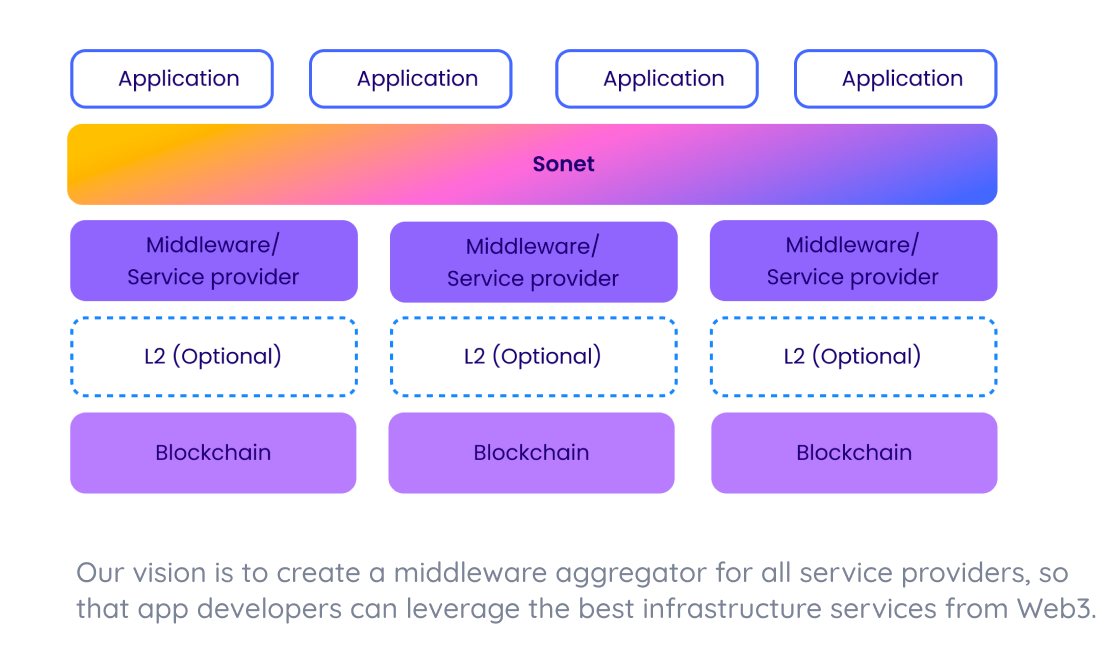 Application
Application
Application
Application
Sonet
Middleware/
Service provider
Middleware/
Service provider
Middleware/
Service provider
L2 (Optional)
L2 (Optional)
L2 (Optional)
Blockchain
Blockchain
Blockchain
Our vision is to create a middleware aggregator for all service providers, so
that app developers can leverage the best infrastructure services from Web3.